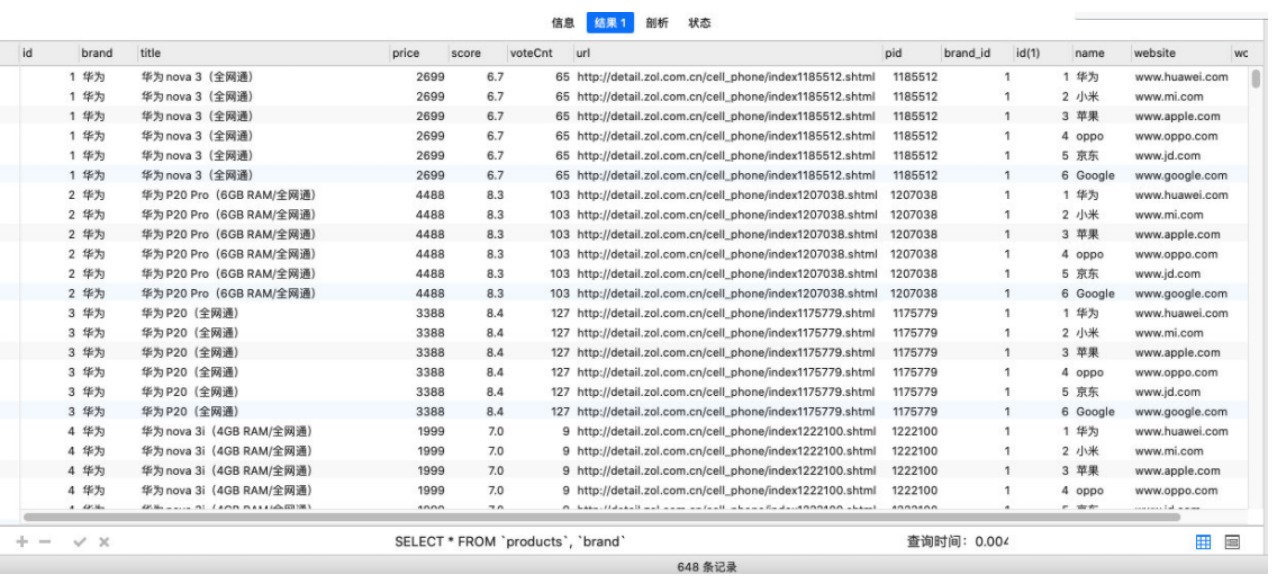 信息 结果 1 剖析 状态
id brand title price score voteCnt url pid brand_id id(1) name website wc
1 华为 华为 nova 3（全网通） 2699 6.7 65 http://detail.zol.com.cn/cell_phone/index1185512.shtml 1185512 1 1 华为 www.huawei.com
1 华为 华为 nova 3（全网通） 2699 6.7 65 http://detail.zol.com.cn/cell_phone/index1185512.shtml 1185512 1 2 小米 www.mi.com
1 华为 华为 nova 3（全网通） 2699 6.7 65 http://detail.zol.com.cn/cell_phone/index1185512.shtml 1185512 1 3 苹果 www.apple.com
1 华为 华为 nova 3（全网通） 2699 6.7 65 http://detail.zol.com.cn/cell_phone/index1185512.shtml 1185512 1 4 oppo www.oppo.com
1 华为 华为 nova 3（全网通） 2699 6.7 65 http://detail.zol.com.cn/cell_phone/index1185512.shtml 1185512 1 5 京东 www.jd.com
1 华为 华为 nova 3（全网通） 2699 6.7 65 http://detail.zol.com.cn/cell_phone/index1185512.shtml 1185512 1 6 Google www.google.com
2 华为 华为 P20 Pro（6GB RAM/全网通） 4488 8.3 103 http://detail.zol.com.cn/cell_phone/index1207038.shtml 1207038 1 1 华为 www.huawei.com
2 华为 华为 P20 Pro（6GB RAM/全网通） 4488 8.3 103 http://detail.zol.com.cn/cell_phone/index1207038.shtml 1207038 1 2 小米 www.mi.com
2 华为 华为 P20 Pro（6GB RAM/全网通） 4488 8.3 103 http://detail.zol.com.cn/cell_phone/index1207038.shtml 1207038 1 3 苹果 www.apple.com
2 华为 华为 P20 Pro（6GB RAM/全网通） 4488 8.3 103 http://detail.zol.com.cn/cell_phone/index1207038.shtml 1207038 1 4 oppo www.oppo.com
2 华为 华为 P20 Pro（6GB RAM/全网通） 4488 8.3 103 http://detail.zol.com.cn/cell_phone/index1207038.shtml 1207038 1 5 京东 www.jd.com
2 华为 华为 P20 Pro（6GB RAM/全网通） 4488 8.3 103 http://detail.zol.com.cn/cell_phone/index1207038.shtml 1207038 1 6 Google www.google.com
3 华为 华为 P20（全网通） 3388 8.4 127 http://detail.zol.com.cn/cell_phone/index1175779.shtml 1175779 1 1 华为 www.huawei.com
3 华为 华为 P20（全网通） 3388 8.4 127 http://detail.zol.com.cn/cell_phone/index1175779.shtml 1175779 1 2 小米 www.mi.com
3 华为 华为 P20（全网通） 3388 8.4 127 http://detail.zol.com.cn/cell_phone/index1175779.shtml 1175779 1 3 苹果 www.apple.com
3 华为 华为 P20（全网通） 3388 8.4 127 http://detail.zol.com.cn/cell_phone/index1175779.shtml 1175779 1 4 oppo www.oppo.com
3 华为 华为 P20（全网通） 3388 8.4 127 http://detail.zol.com.cn/cell_phone/index1175779.shtml 1175779 1 5 京东 www.jd.com
3 华为 华为 P20（全网通） 3388 8.4 127 http://detail.zol.com.cn/cell_phone/index1175779.shtml 1175779 1 6 Google www.google.com
4 华为 华为 nova 3i（4GB RAM/全网通） 1999 7.0 9 http://detail.zol.com.cn/cell_phone/index1222100.shtml 1222100 1 1 华为 www.huawei.com
4 华为 华为 nova 3i（4GB RAM/全网通） 1999 7.0 9 http://detail.zol.com.cn/cell_phone/index1222100.shtml 1222100 1 2 小米 www.mi.com
4 华为 华为 nova 3i（4GB RAM/全网通） 1999 7.0 9 http://detail.zol.com.cn/cell_phone/index1222100.shtml 1222100 1 3 苹果 www.apple.com
4 华为 华为 nova 3i（4GB RAM/全网通） 1999 7.0 9 http://detail.zol.com.cn/cell_phone/index1222100.shtml 1222100 1 4 oppo www.oppo.com
SELECT * FROM `products`, `brand` 查询时间：0.004
648 条记录